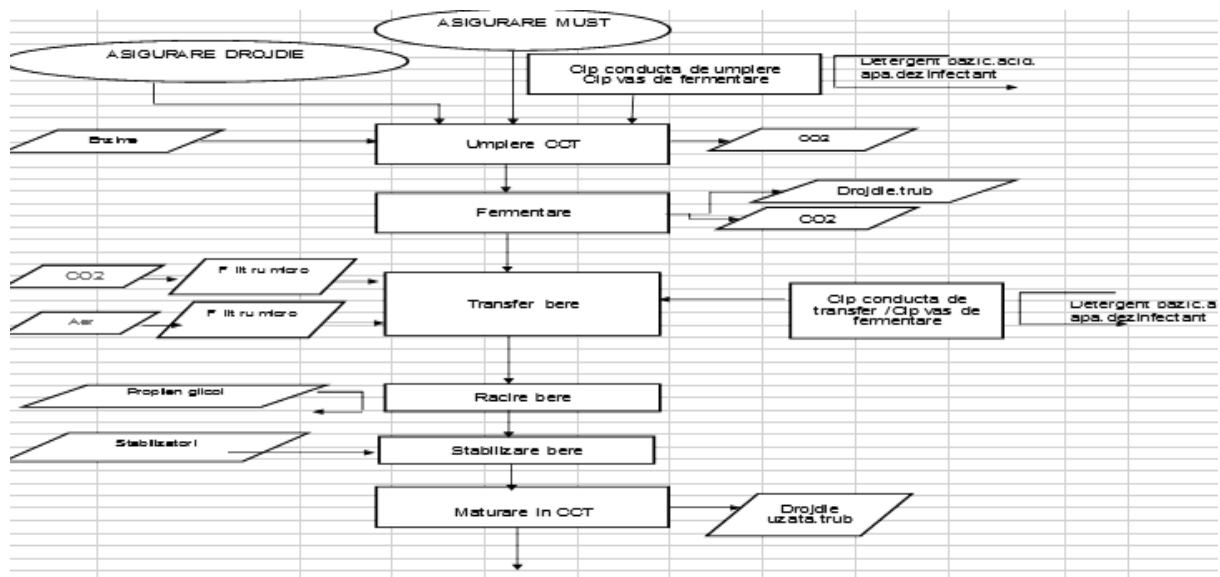 ASIGURARE MUST
ASIGURARE DROJDIE
Cip conducta de umplere
Cip vas de fermentare
Detergent bazic.acid.
apa.dezinfectant
Enzime
Umplere CCT
CO2
Drojdie.trub
Fermentare
CO2
CO2
Filtru micro
Transfer bere
Cip conducta de
transfer /Cip vas de
fermentare
Detergent bazic.a
apa.dezinfectant
Aer
Filtru micro
Propilen glicol
Racire bere
Stabilizatori
Stabilizare bere
Maturare in CCT
Drojdie
uzata.trub